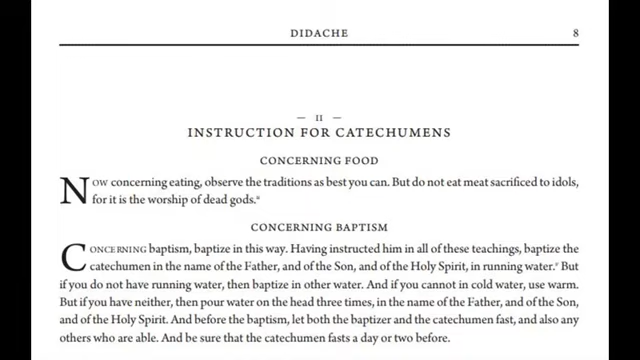 DIDACHE 8
— II —
INSTRUCTION FOR CATECHUMENS
CONCERNING FOOD
NOW concerning eating, observe the traditions as best you can. But do not eat meat sacrificed to idols,
for it is the worship of dead gods.ᵘ
CONCERNING BAPTISM
CONCERNING baptism, baptize in this way. Having instructed him in all of these teachings, baptize the
catechumen in the name of the Father, and of the Son, and of the Holy Spirit, in running water.ᵛ But
if you do not have running water, then baptize in other water. And if you cannot in cold water, use warm.
But if you have neither, then pour water on the head three times, in the name of the Father, and of the Son,
and of the Holy Spirit. And before the baptism, let both the baptizer and the catechumen fast, and also any
others who are able. And be sure that the catechumen fasts a day or two before.